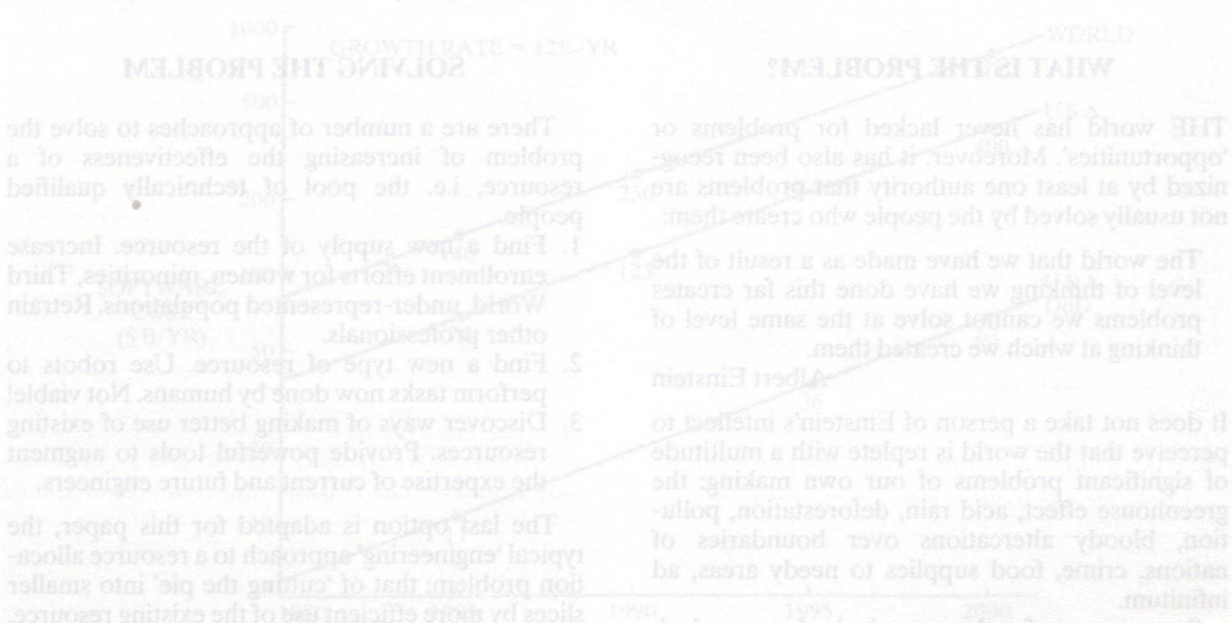 WHAT IS THE PROBLEM?
THE world has never lacked for problems or
'opportunities'. Moreover, it has also been recog-
nized by at least one authority that problems are
not usually solved by the people who create them:
The world that we have made as a result of the
level of thinking we have done this far creates
problems we cannot solve at the same level of
thinking at which we created them.
Albert Einstein
It does not take a person of Einstein's intellect to
perceive that the world is replete with a multitude
of significant problems of our own making: the
greenhouse effect, acid rain, deforestation, pollu-
tion, bloody altercations over boundaries of
nations, crime, food supplies to needy areas, ad
infinitum.
SOLVING THE PROBLEM
There are a number of approaches to solve the
problem of increasing the effectiveness of a
resource, i.e. the pool of technically qualified
people.
1. Find a new supply of the resource. Increase
enrollment efforts for women, minorities, Third
World, under-represented populations. Retrain
other professionals.
2. Find a new type of resource. Use robots to
perform tasks now done by humans. Not viable!
3. Discover ways of making better use of existing
resources. Provide powerful tools to augment
the expertise of current and future engineers.
The last option is adapted for this paper, the
typical 'engineering' approach to a resource alloca-
tion problem: that of 'cutting the pie' into smaller
slices by more efficient use of the existing resource.
1000
GROWTH RATE = 12%/YR
WORLD
500
USA
400
200
250
125
($ B/YR)
50
36
1990
1995
2000